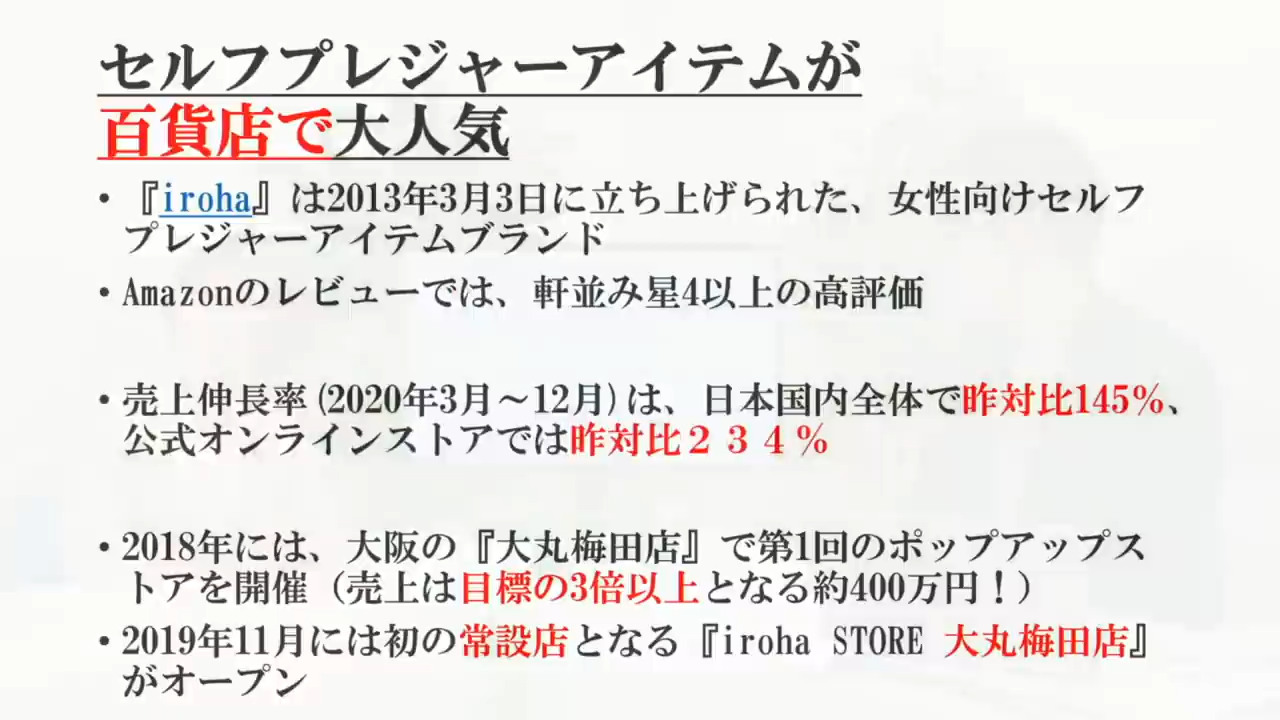 セルフプレジャーアイテムが
百貨店で大人気
・『iroha』は2013年3月3日に立ち上げられた、女性向けセルフ
プレジャーアイテムブランド
・Amazonのレビューでは、軒並み星4以上の高評価
・売上伸長率(2020年3月～12月)は、日本国内全体で昨対比145%、
公式オンラインストアでは昨対比２３４％
・2018年には、大阪の『大丸梅田店』で第1回のポップアップス
トアを開催（売上は目標の3倍以上となる約400万円！）
・2019年11月には初の常設店となる『iroha STORE 大丸梅田店』
がオープン